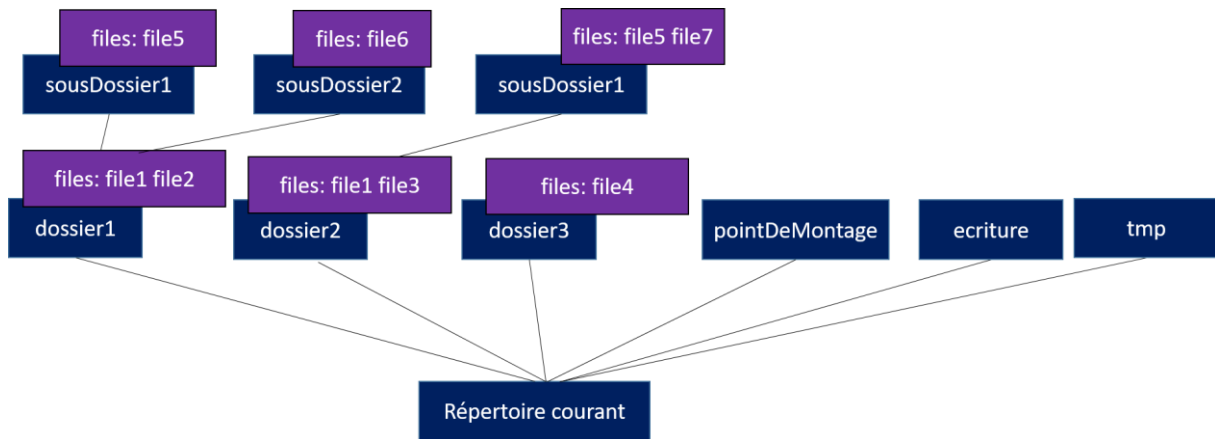 files: file5
files: file6
files: file5 file7
sousDossier1
sousDossier2
sousDossier1
files: file1 file2
files: file1 file3
files: file4
dossier1
dossier2
dossier3
pointDeMontage
ecriture
tmp
Répertoire courant